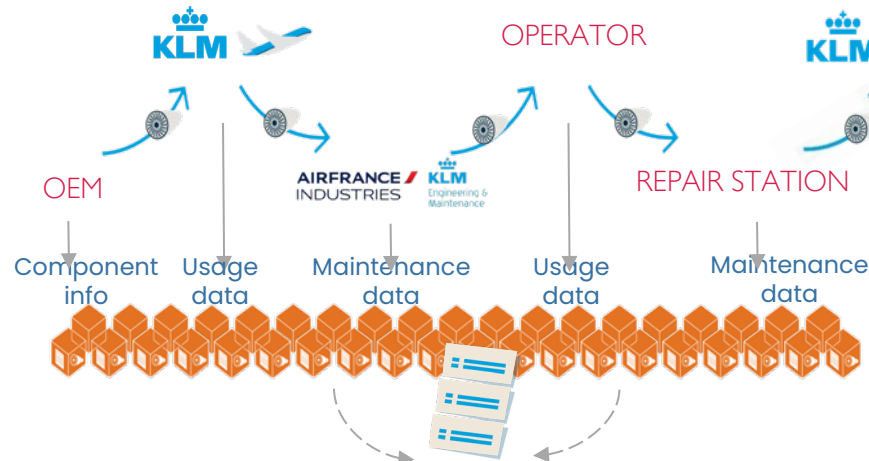 KLM
OPERATOR
KLM
OEM
AIRFRANCE
INDUSTRIES
KLM
Engineering &
Maintenance
REPAIR STATION
Component
info
Usage
data
Maintenance
data
Usage
data
Maintenance
data